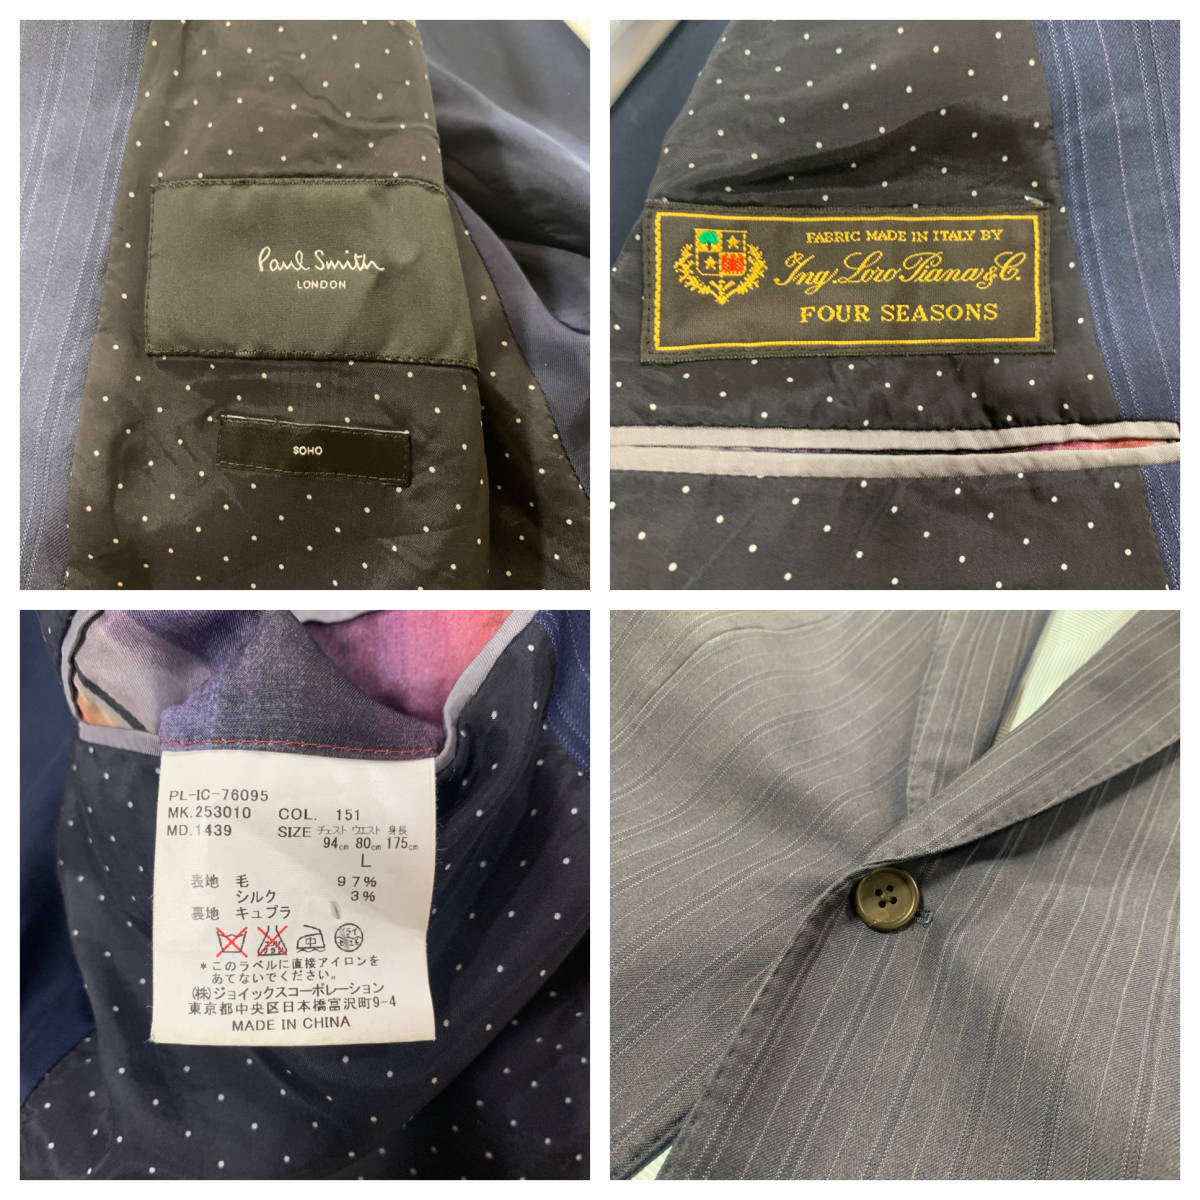 Paul Smith
LONDON
SOHO
FABRIC MADE IN ITALY BY
Ing. Loro Piana & C.
FOUR SEASONS
PL-IC-76095
MK.253010 COL. 151
MD.1439 SIZE チェスト ウエスト 身長
94cm 80cm 175cm
L
表地 毛 97%
シルク 3%
裏地 キュプラ
中
*このラベルに直接アイロンを
あてないでください。
(株)ジョイックスコーポレーション
東京都中央区日本橋富沢町9-4
MADE IN CHINA